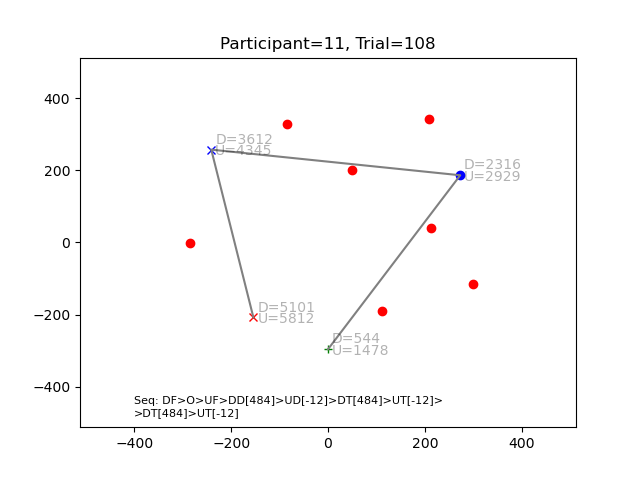 Participant=11, Trial=108
400
200
0
−200
−400
−400
−200
0
200
400
D=3612
U=4345
D=2316
U=2929
D=5101
U=5812
D=544
U=1478
Seq: DF>O>UF>DD[484]>UD[-12]>DT[484]>UT[-12]>
>DT[484]>UT[-12]